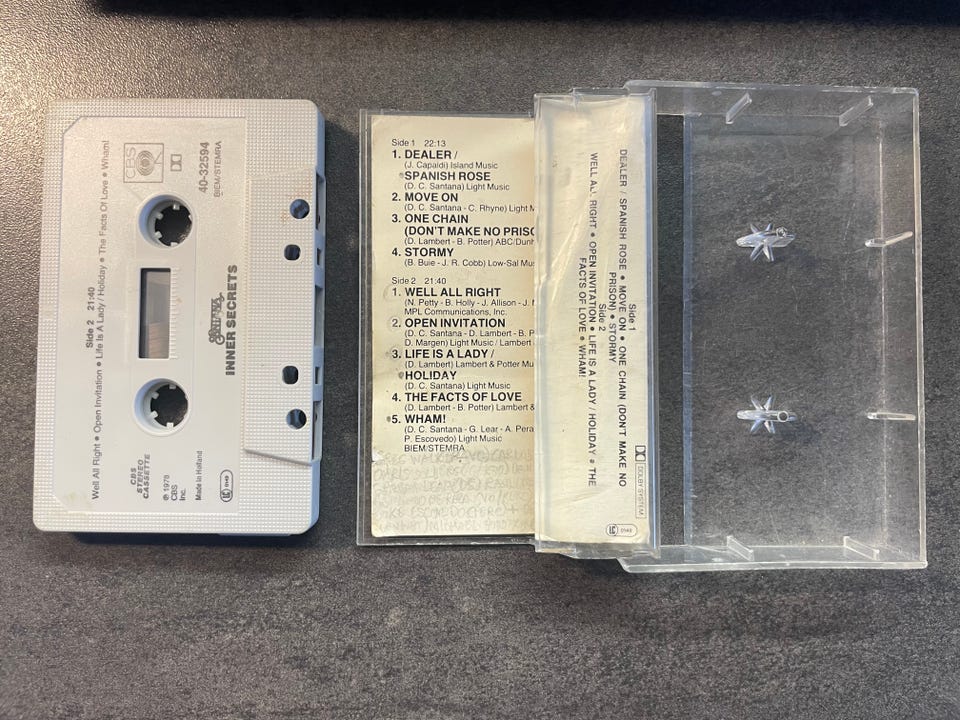 Well All Right ● Open Invitation ● Life Is A Lady / Holiday ● The Facts Of Love ● Wham!
Side 2 21:40
CBS
40-32594
BIEM/STEMRA
Santana
INNER SECRETS
CBS
STEREO
CASSETTE
℗ 1978
CBS
Inc.
Made in Holland
LC 0149
Side 1 22:13
1. DEALER /
(J. Capaldi) Island Music
SPANISH ROSE
(D. C. Santana) Light Music
2. MOVE ON
(D. C. Santana - C. Rhyne) Light M
3. ONE CHAIN
(DON'T MAKE NO PRISO
(D. Lambert - B. Potter) ABC/Dunh
4. STORMY
(B. Buie - J. R. Cobb) Low-Sal Mu
Side 2 21:40
1. WELL ALL RIGHT
(N. Petty - B. Holly - J. Allison - J. M
MPL Communications, Inc.
2. OPEN INVITATION
(D. C. Santana - D. Lambert - B. P
D. Margen) Light Music / Lambert
3. LIFE IS A LADY /
(D. Lambert) Lambert & Potter Mu
HOLIDAY
(D. C. Santana) Light Music
4. THE FACTS OF LOVE
(D. Lambert - B. Potter) Lambert &
5. WHAM!
(D. C. Santana - G. Lear - A. Pera
P. Escovedo) Light Music
BIEM/STEMRA
Side 1
DEALER / SPANISH ROSE ● MOVE ON ● ONE CHAIN (DON'T MAKE NO
PRISON) ● STORMY
Side 2
WELL ALL RIGHT ● OPEN INVITATION ● LIFE IS A LADY / HOLIDAY ● THE
FACTS OF LOVE ● WHAM!
DOLBY SYSTEM
LC 0149